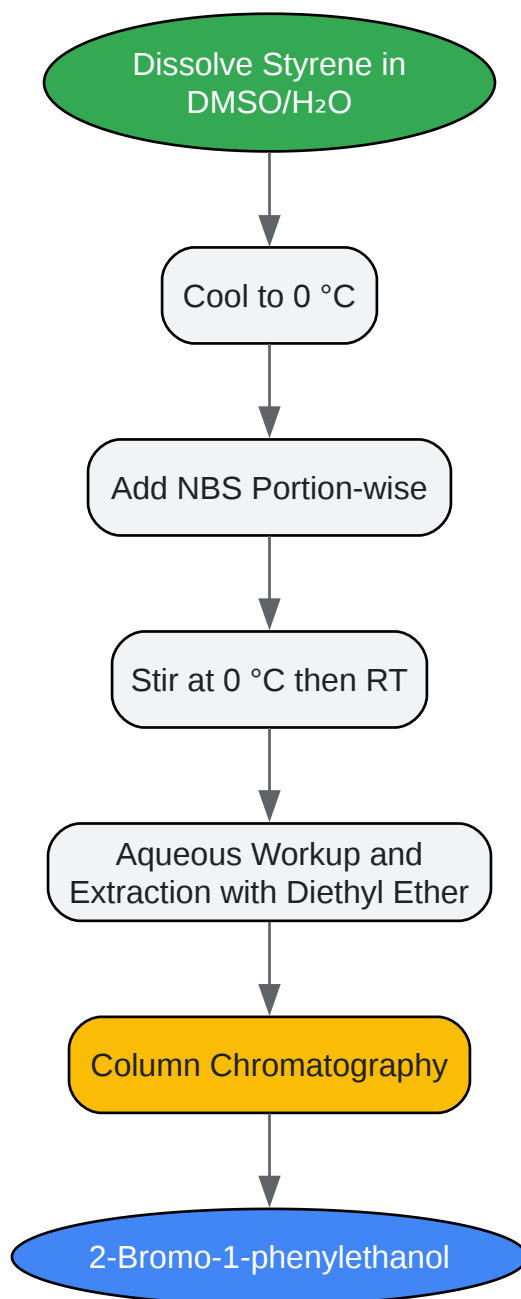 Dissolve Styrene in
DMSO/H₂O
Cool to 0 °C
Add NBS Portion-wise
Stir at 0 °C then RT
Aqueous Workup and
Extraction with Diethyl Ether
Column Chromatography
2-Bromo-1-phenylethanol